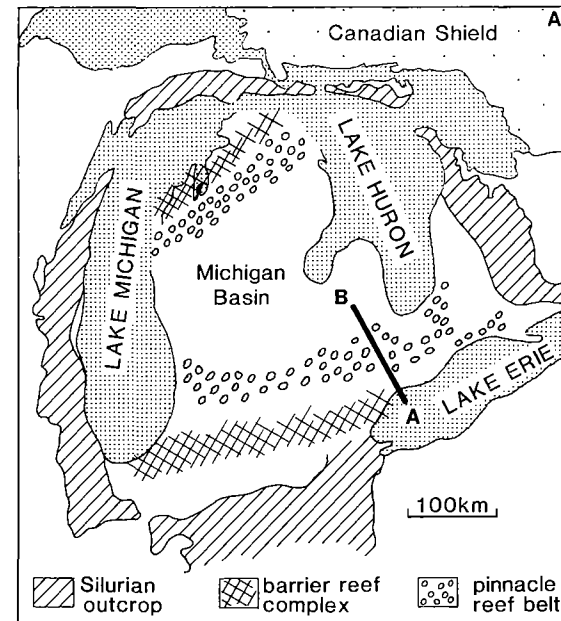 A
Canadian Shield
LAKE HURON
LAKE MICHIGAN
Michigan
Basin
B
A
LAKE ERIE
100km
Silurian
outcrop
barrier reef
complex
pinnacle
reef belt